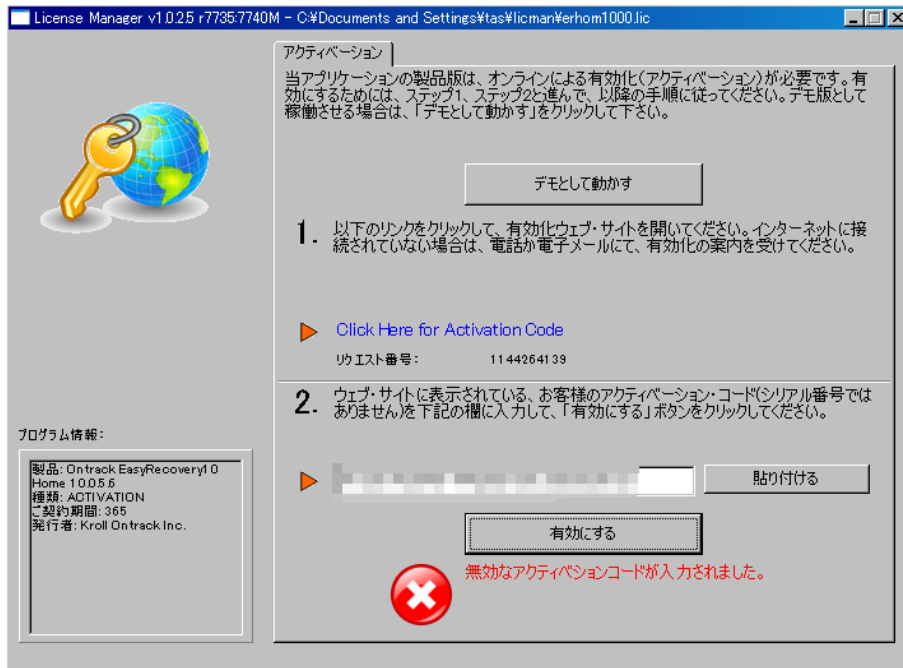 License Manager v1.0.25 r7735:7740M - C:¥Documents and Settings¥tas¥licman¥erhom1000.lic
アクティベーション
当アプリケーションの製品版は、オンラインによる有効化(アクティベーション)が必要です。有
効にするためには、ステップ1、ステップ2と進んで、以降の手順に従ってください。デモ版として
稼働させる場合は、「デモとして動かす」をクリックして下さい。
デモとして動かす
1. 以下のリンクをクリックして、有効化ウェブ・サイトを開いてください。インターネットに接
続されていない場合は、電話か電子メールにて、有効化の案内を受けてください。
Click Here for Activation Code
リクエスト番号: 1144264139
2. ウェブ・サイトに表示されている、お客様のアクティベーション・コード(シリアル番号では
ありません)を下記の欄に入力して、「有効にする」ボタンをクリックしてください。
貼り付ける
有効にする
無効なアクティベションコードが入力されました。
プログラム情報:
製品: Ontrack EasyRecovery10
Home 10.0.5.6
種類: ACTIVATION
ご契約期間: 365
発行者: Kroll Ontrack Inc.